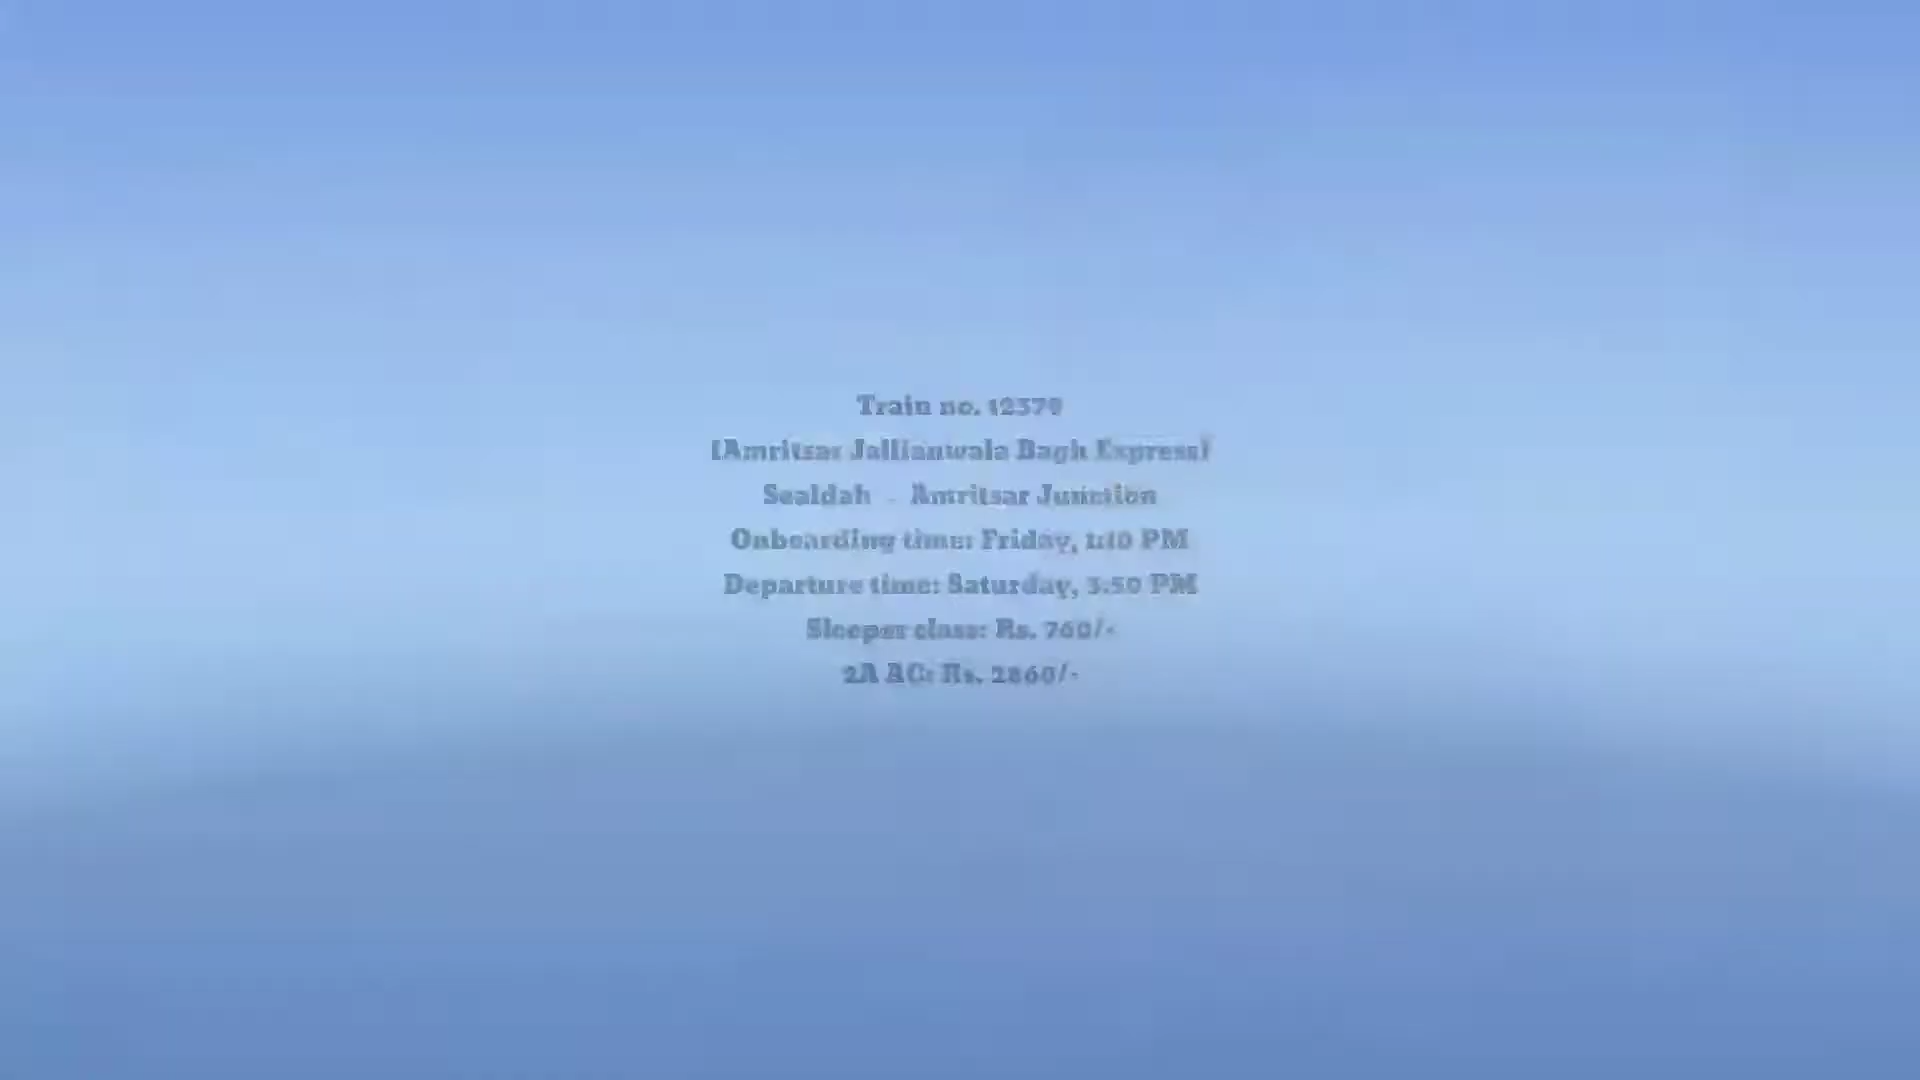 Train no. 12379
(Amritsar Jallianwala Bagh Express)
Sealdah - Amritsar Junction
Onboarding time: Friday, 1:10 PM
Departure time: Saturday, 3:50 PM
Sleeper class: Rs. 760/-
2A AC: Rs. 2860/-